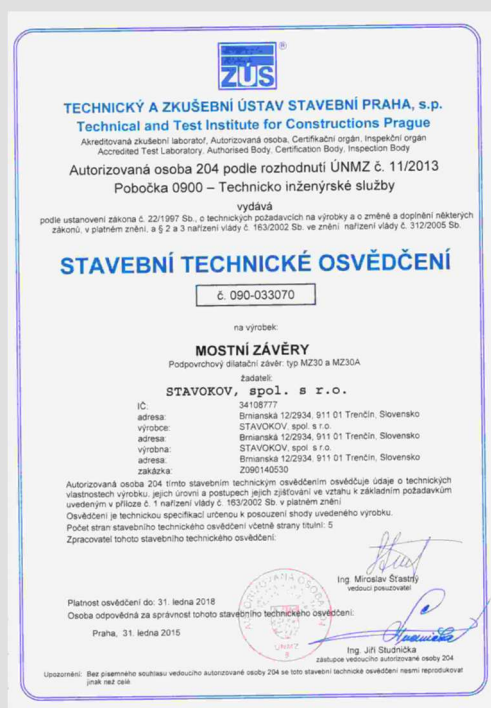 ZÚS
®
TECHNICKÝ A ZKUŠEBNÍ ÚSTAV STAVEBNÍ PRAHA, s.p.
Technical and Test Institute for Constructions Prague
Akreditovaná zkušební laboratoř, Autorizovaná osoba, Certifikační orgán, Inspekční orgán
Accredited Test Laboratory, Authorised Body, Certification Body, Inspection Body
Autorizovaná osoba 204 podle rozhodnutí ÚNMZ č. 11/2013
Pobočka 0900 – Technicko inženýrské služby
vydává
podle ustanovení zákona č. 22/1997 Sb., o technických požadavcích na výrobky a o změně a doplnění některých
zákonů, v platném znění, a § 2 a 3 nařízení vlády č. 163/2002 Sb. ve znění nařízení vlády č. 312/2005 Sb.
STAVEBNÍ TECHNICKÉ OSVĚDČENÍ
č. 090-033070
na výrobek:
MOSTNÍ ZÁVĚRY
Podpovrchový dilatační závěr: typ MZ30 a MZ30A
žadateli:
STAVOKOV, spol. s r.o.
IČ: 34108777
adresa: Brnianská 12/2934, 911 01 Trenčín, Slovensko
výrobce: STAVOKOV, spol. s r.o.
adresa: Brnianská 12/2934, 911 01 Trenčín, Slovensko
výrobna: STAVOKOV, spol. s r.o.
adresa: Brnianská 12/2934, 911 01 Trenčín, Slovensko
zakázka: Z090140530
Autorizovaná osoba 204 tímto stavebním technickým osvědčením osvědčuje údaje o technických
vlastnostech výrobku, jejich úrovni a postupech jejich zjišťování ve vztahu k základním požadavkům
uvedeným v příloze č. 1 nařízení vlády č. 163/2002 Sb. v platném znění
Osvědčení je technickou specifikací určenou k posouzení shody uvedeného výrobku.
Počet stran stavebního technického osvědčení včetně strany titulní: 5
Zpracovatel tohoto stavebního technického osvědčení:
Ing. Miroslav Šťastný
vedoucí posuzovatel
AUTORIZOVANÁ OSOBA
ÚNMZ
Platnost osvědčení do: 31. ledna 2018
Osoba odpovědná za správnost tohoto stavebního technického osvědčení:
Praha, 31. ledna 2015
Ing. Jiří Studnička
zástupce vedoucího autorizované osoby 204
Upozornění: Bez písemného souhlasu vedoucího autorizované osoby 204 se toto stavební technické osvědčení nesmí reprodukovat
jinak než celé